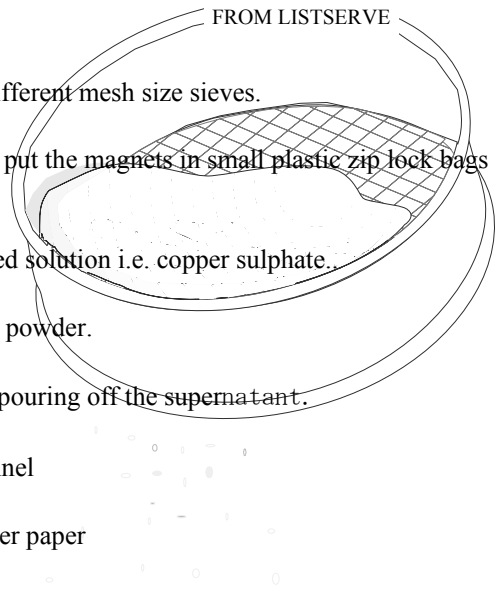 FROM LISTSERVE
ifferent mesh size sieves.
put the magnets in small plastic zip lock bags
ed solution i.e. copper sulphate..
powder.
pouring off the supernatant.
nel
er paper